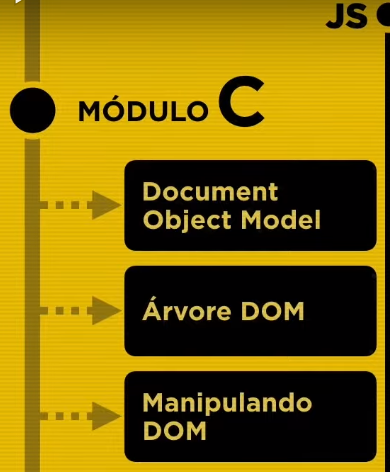 JS
MÓDULO C
Document
Object Model
Árvore DOM
Manipulando
DOM